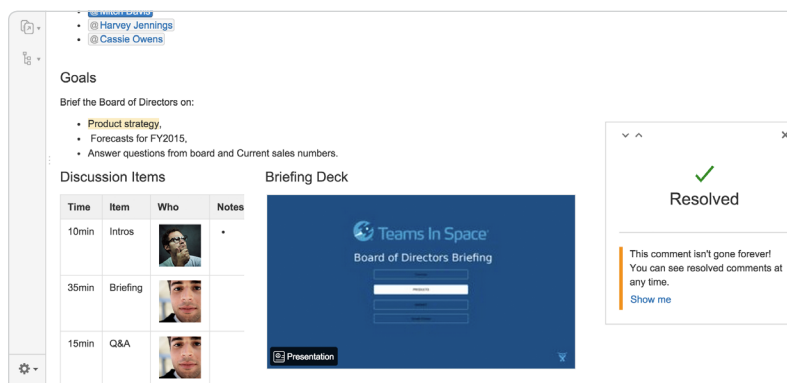 @Milton Davis
@Harvey Jennings
@Cassie Owens
Goals
Brief the Board of Directors on:
Product strategy,
Forecasts for FY2015,
Answer questions from board and Current sales numbers.
Discussion Items
Time Item Who Notes
10min Intros
35min Briefing
15min Q&A
Briefing Deck
Teams In Space
Board of Directors Briefing
PRODUCTS
Presentation
Resolved
This comment isn't gone forever!
You can see resolved comments at
any time.
Show me